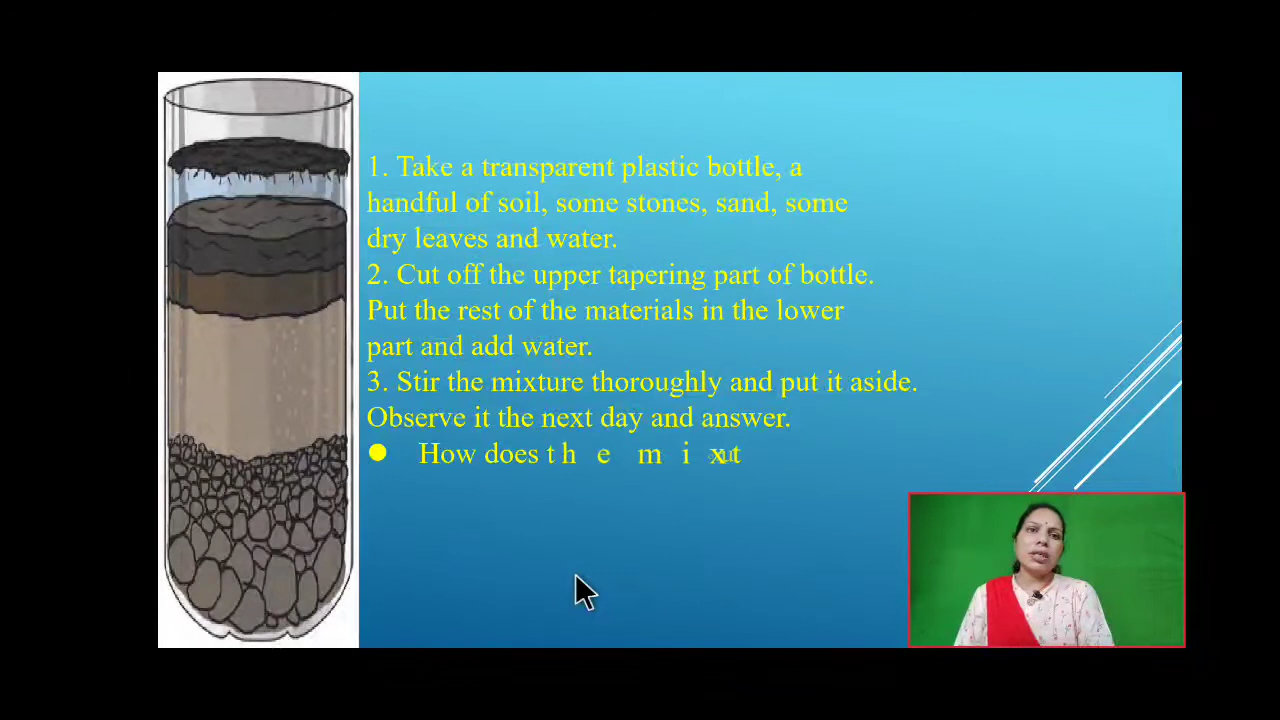 1. Take a transparent plastic bottle, a
handful of soil, some stones, sand, some
dry leaves and water.
2. Cut off the upper tapering part of bottle.
Put the rest of the materials in the lower
part and add water.
3. Stir the mixture thoroughly and put it aside.
Observe it the next day and answer.
● How does the mixt